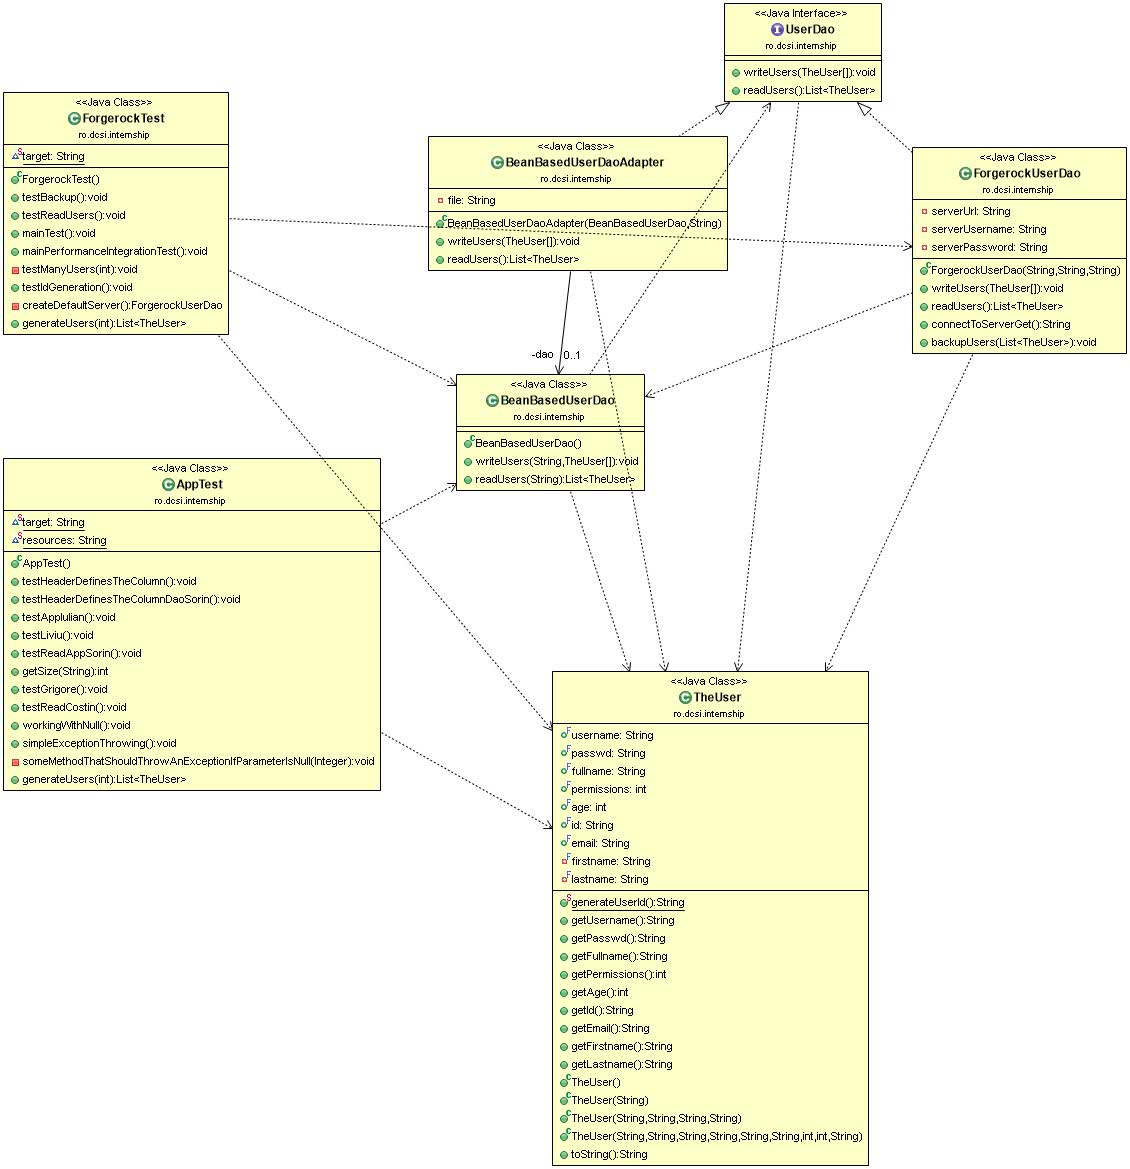 <<Java Interface>>
UserDao
ro.dcsi.internship
writeUsers(TheUser[]):void
readUsers():List<TheUser>
<<Java Class>>
ForgerockTest
ro.dcsi.internship
target: String
ForgerockTest()
testBackup():void
testReadUsers():void
mainTest():void
mainPerformanceIntegrationTest():void
testManyUsers(int):void
testIdGeneration():void
createDefaultServer():ForgerockUserDao
generateUsers(int):List<TheUser>
<<Java Class>>
BeanBasedUserDaoAdapter
ro.dcsi.internship
file: String
BeanBasedUserDaoAdapter(BeanBasedUserDao,String)
writeUsers(TheUser[]):void
readUsers():List<TheUser>
<<Java Class>>
ForgerockUserDao
ro.dcsi.internship
serverUrl: String
serverUsername: String
serverPassword: String
ForgerockUserDao(String,String,String)
writeUsers(TheUser[]):void
readUsers():List<TheUser>
connectToServerGet():String
backupUsers(List<TheUser>):void
-dao 0..1
<<Java Class>>
BeanBasedUserDao
ro.dcsi.internship
BeanBasedUserDao()
writeUsers(String,TheUser[]):void
readUsers(String):List<TheUser>
<<Java Class>>
AppTest
ro.dcsi.internship
target: String
resources: String
AppTest()
testHeaderDefinesTheColumn():void
testHeaderDefinesTheColumnDaoSorin():void
testAppIulian():void
testLiviu():void
testReadAppSorin():void
getSize(String):int
testGrigore():void
testReadCostin():void
workingWithNull():void
simpleExceptionThrowing():void
someMethodThatShouldThrowAnExceptionIfParameterIsNull(Integer):void
generateUsers(int):List<TheUser>
<<Java Class>>
TheUser
ro.dcsi.internship
username: String
passwd: String
fullname: String
permissions: int
age: int
id: String
email: String
firstname: String
lastname: String
generateUserId():String
getUsername():String
getPasswd():String
getFullname():String
getPermissions():int
getAge():int
getId():String
getEmail():String
getFirstname():String
getLastname():String
TheUser()
TheUser(String)
TheUser(String,String,String,String)
TheUser(String,String,String,String,String,String,int,int,String)
toString():String